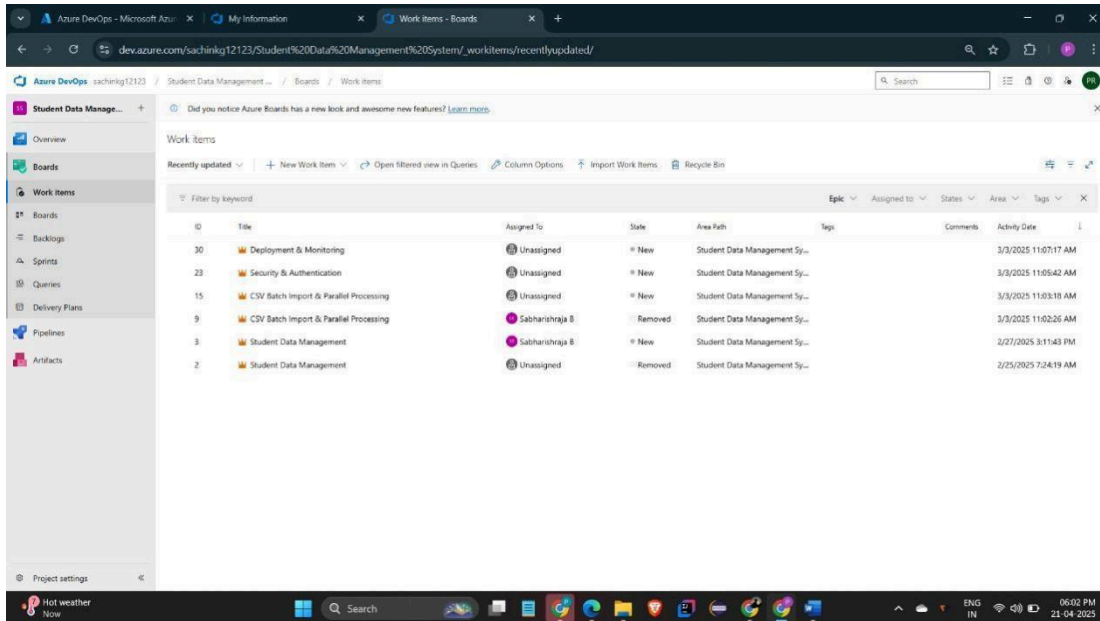 Azure DevOps - Microsoft Azur
My Information
Work items - Boards
dev.azure.com/sachinkg12123/Student%20Data%20Management%20System/_workitems/recentlyupdated/
Azure DevOps sachinkg12123 / Student Data Management ... / Boards / Work items
Search
PR
Student Data Manage...
Did you notice Azure Boards has a new look and awesome new features? Learn more.
Overview
Boards
Work items
Boards
Backlogs
Sprints
Queries
Delivery Plans
Pipelines
Artifacts
Project settings
Work items
Recently updated
New Work Item
Open filtered view in Queries
Column Options
Import Work Items
Recycle Bin
Filter by keyword
Epic
Assigned to
States
Area
Tags
ID Title Assigned To State Area Path Tags Comments Activity Date
30 Deployment & Monitoring Unassigned New Student Data Management Sy... 3/3/2025 11:07:17 AM
23 Security & Authentication Unassigned New Student Data Management Sy... 3/3/2025 11:05:42 AM
15 CSV Batch Import & Parallel Processing Unassigned New Student Data Management Sy... 3/3/2025 11:03:18 AM
9 CSV Batch Import & Parallel Processing Sabharishraja B Removed Student Data Management Sy... 3/3/2025 11:02:26 AM
3 Student Data Management Sabharishraja B New Student Data Management Sy... 2/27/2025 3:11:43 PM
2 Student Data Management Unassigned Removed Student Data Management Sy... 2/25/2025 7:24:19 AM
Hot weather
Now
Search
ENG
IN
06:02 PM
21-04-2025